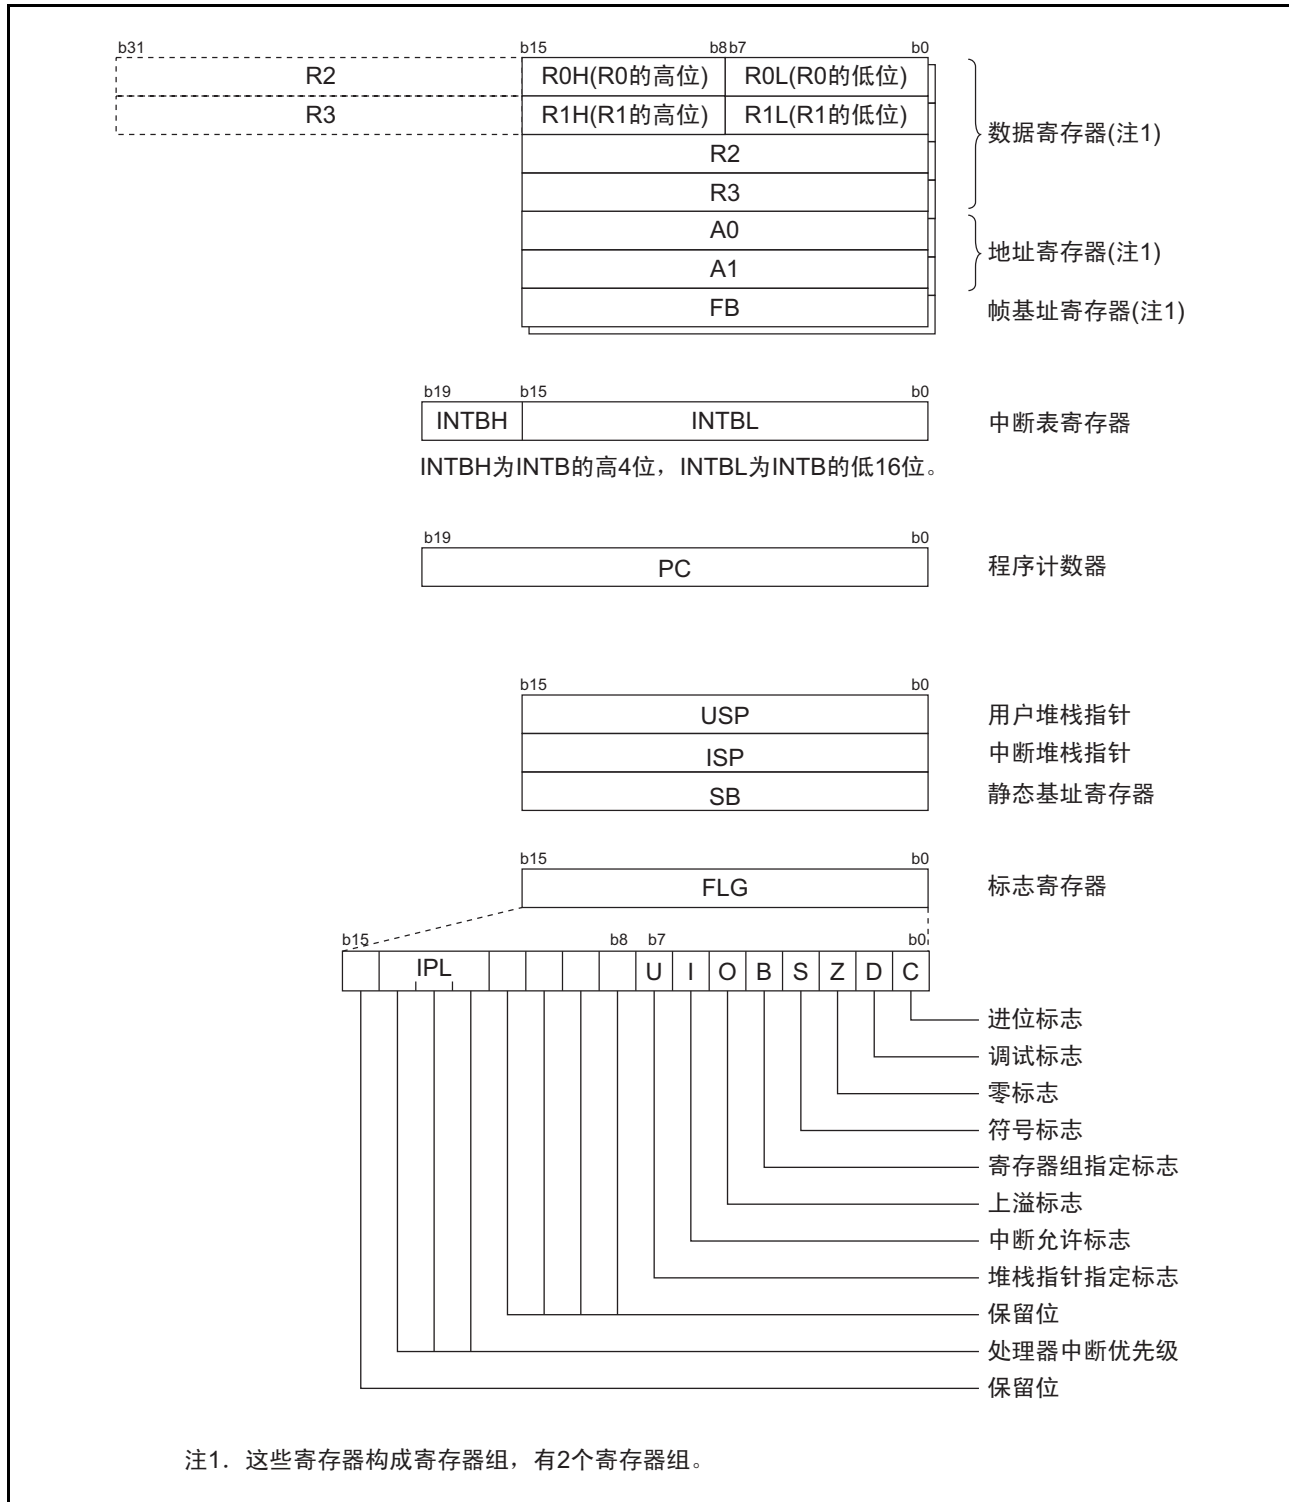 b31 b15 b8 b7 b0
R2 R0H(R0的高位) R0L(R0的低位)
R3 R1H(R1的高位) R1L(R1的低位)
数据寄存器(注1)
R2
R3
A0
地址寄存器(注1)
A1
FB 帧基址寄存器(注1)
b19 b15 b0
INTBH INTBL 中断表寄存器
INTBH为INTB的高4位，INTBL为INTB的低16位。
b19 b0
PC 程序计数器
b15 b0
USP 用户堆栈指针
ISP 中断堆栈指针
SB 静态基址寄存器
b15 b0
FLG 标志寄存器
b15 b8 b7 b0
IPL U I O B S Z D C
进位标志
调试标志
零标志
符号标志
寄存器组指定标志
上溢标志
中断允许标志
堆栈指针指定标志
保留位
处理器中断优先级
保留位
注1. 这些寄存器构成寄存器组，有2个寄存器组。